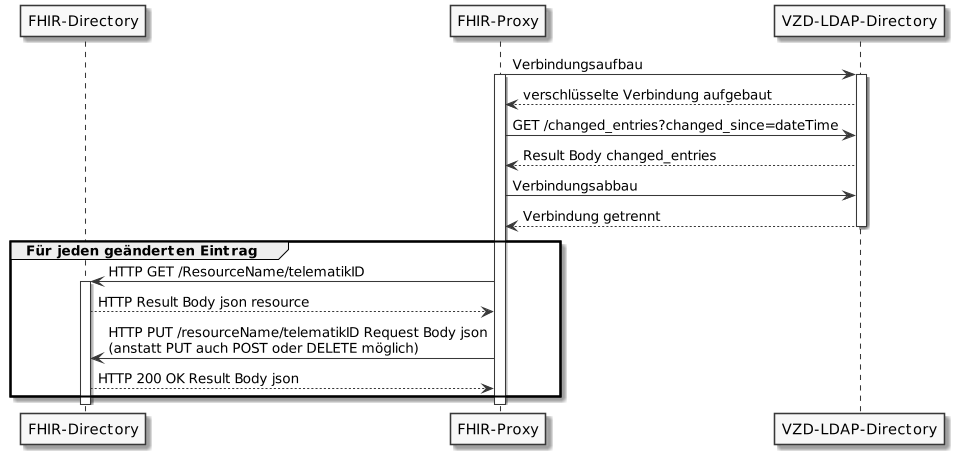 FHIR-Directory
FHIR-Proxy
VZD-LDAP-Directory
Verbindungsaufbau
verschlüsselte Verbindung aufgebaut
GET /changed_entries?changed_since=dateTime
Result Body changed_entries
Verbindungsabbau
Verbindung getrennt
Für jeden geänderten Eintrag
HTTP GET /ResourceName/telematikID
HTTP Result Body json resource
HTTP PUT /resourceName/telematikID Request Body json
(anstatt PUT auch POST oder DELETE möglich)
HTTP 200 OK Result Body json
FHIR-Directory
FHIR-Proxy
VZD-LDAP-Directory